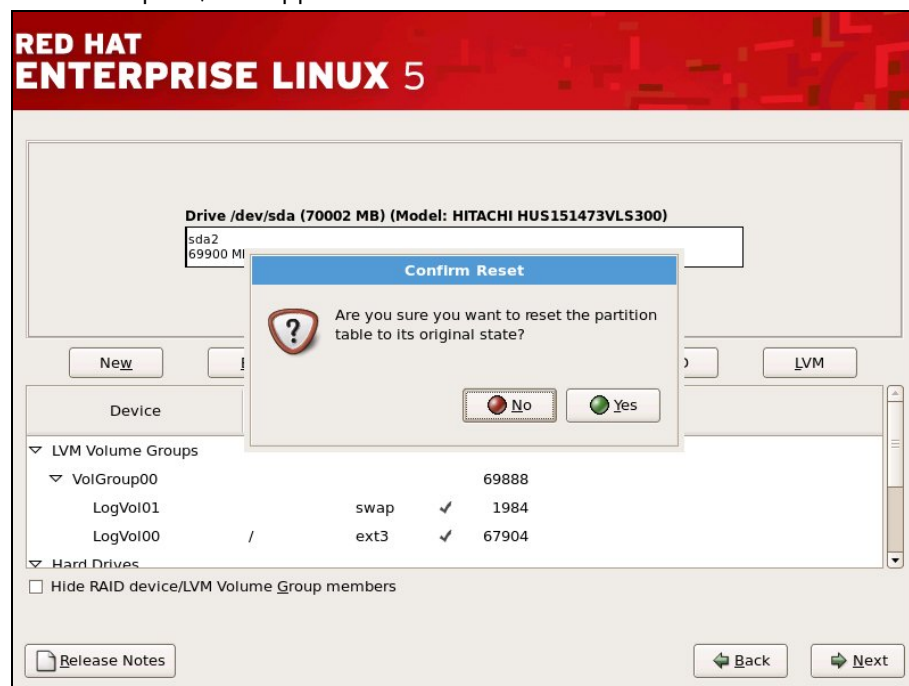 RED HAT
ENTERPRISE LINUX 5
Drive /dev/sda (70002 MB) (Model: HITACHI HUS151473VLS300)
sda2
69900 M
Confirm Reset
Are you sure you want to reset the partition
table to its original state?
No Yes
New LVM
Device
LVM Volume Groups
VolGroup00 69888
LogVol01 swap 1984
LogVol00 / ext3 67904
Hard Drives
Hide RAID device/LVM Volume Group members
Release Notes Back Next